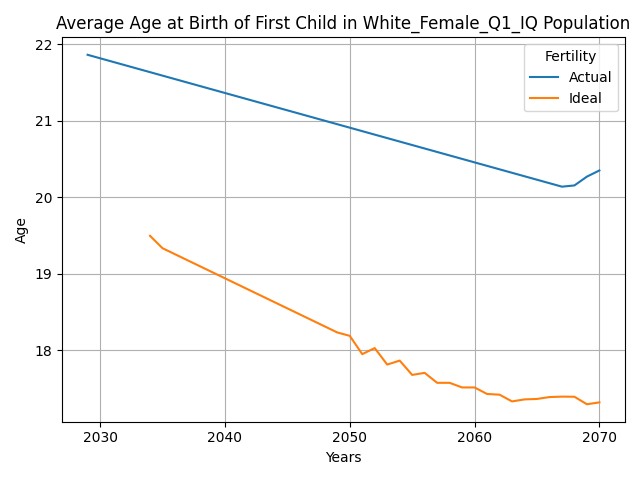 Average Age at Birth of First Child in White_Female_Q1_IQ Population
22
21
20
19
18
Age
Fertility
Actual
Ideal
2030 2040 2050 2060 2070
Years